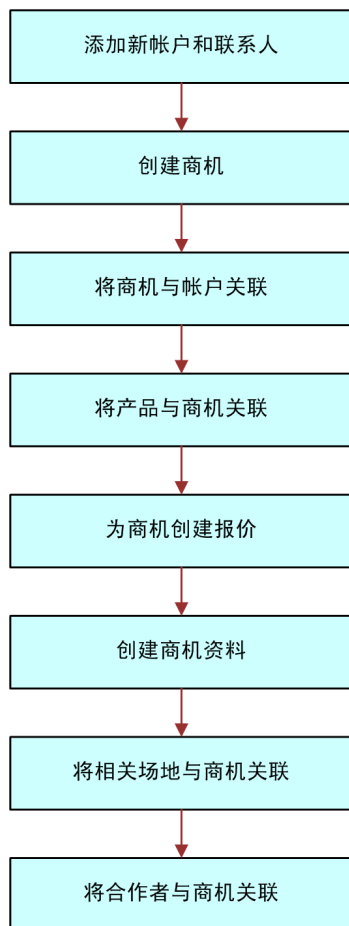 添加新帐户和联系人
创建商机
将商机与帐户关联
将产品与商机关联
为商机创建报价
创建商机资料
将相关场地与商机关联
将合作者与商机关联